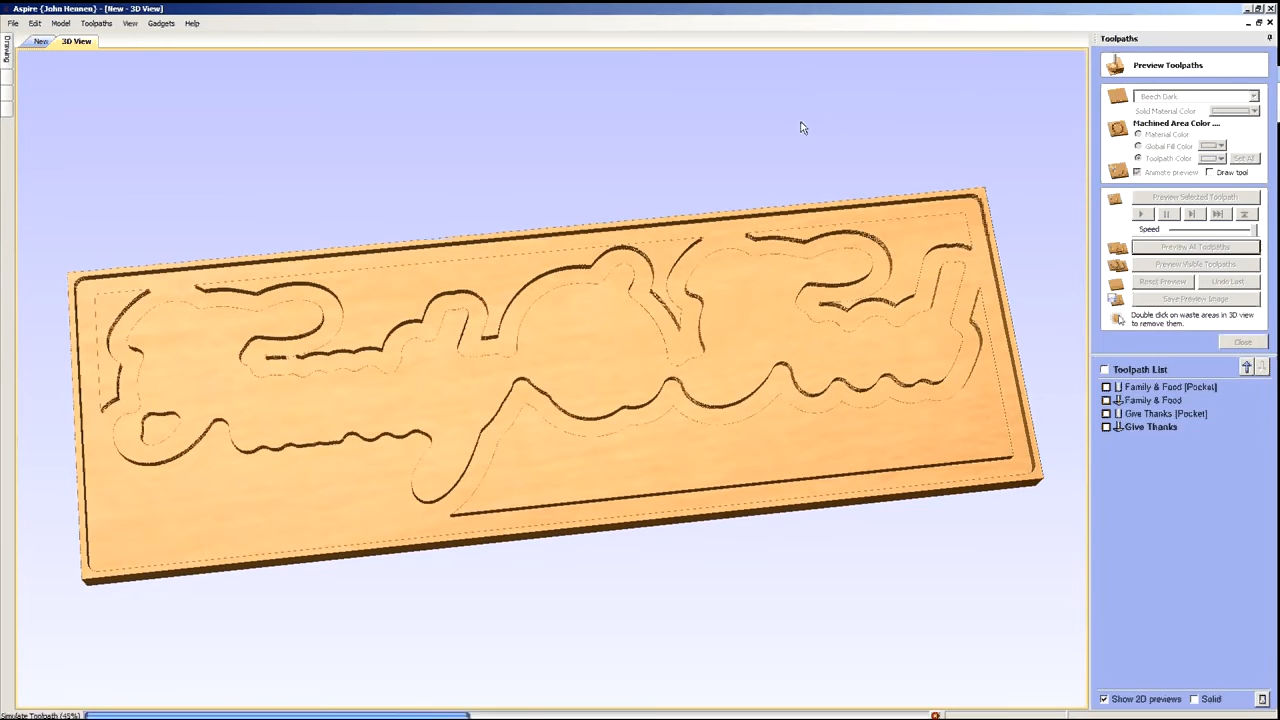 Aspire {John Hennen} - [New - 3D View]
File Edit Model Toolpaths View Gadgets Help
New 3D View
Drawing
Toolpaths
Preview Toolpaths
Beech Dark
Solid Material Color
Machined Area Color ....
Material Color
Global Fill Color
Toolpath Color Set All
Animate preview Draw tool
Preview Selected Toolpath
Speed
Preview All Toolpaths
Preview Visible Toolpaths
Reset Preview Undo Last
Save Preview Image
Double click on waste areas in 3D view
to remove them.
Close
Toolpath List
Family & Food [Pocket]
Family & Food
Give Thanks [Pocket]
Give Thanks
Show 2D previews Solid
Simulate Toolpath (45%)